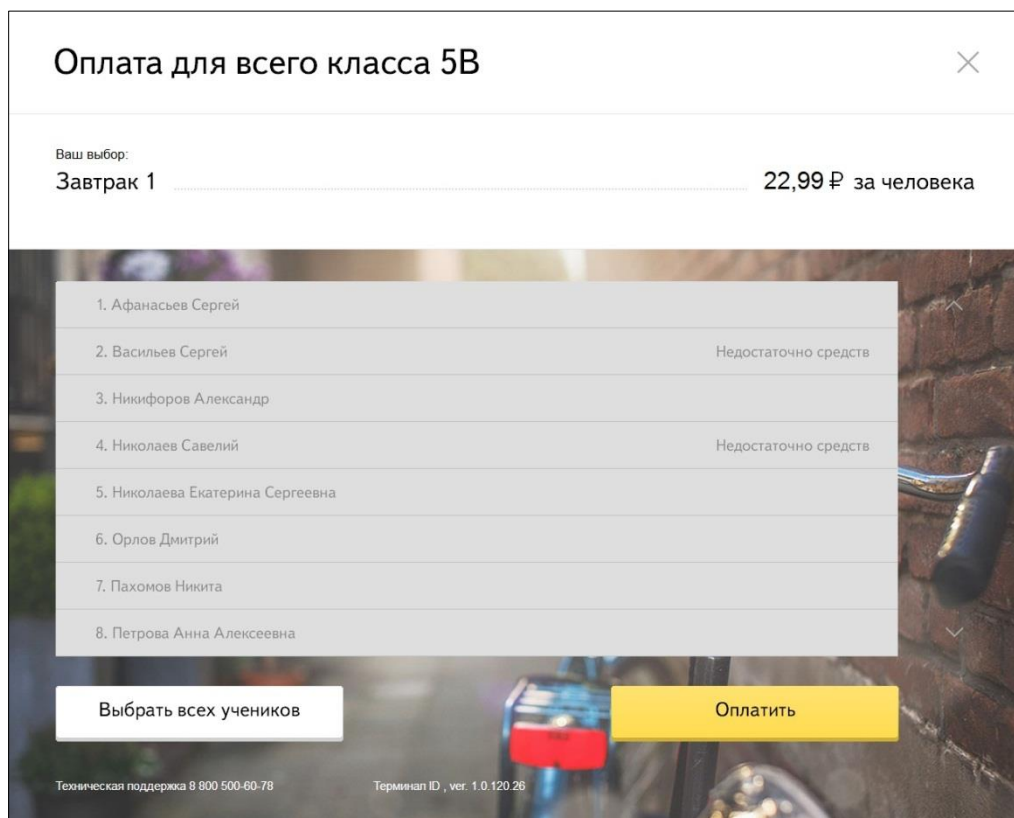 Оплата для всего класса 5В
Ваш выбор:
Завтрак 1 22,99 ₽ за человека
1. Афанасьев Сергей
2. Васильев Сергей Недостаточно средств
3. Никифоров Александр
4. Николаев Савелий Недостаточно средств
5. Николаева Екатерина Сергеевна
6. Орлов Дмитрий
7. Пахомов Никита
8. Петрова Анна Алексеевна
Выбрать всех учеников Оплатить
Техническая поддержка 8 800 500-60-78 Терминал ID , ver. 1.0.120.26